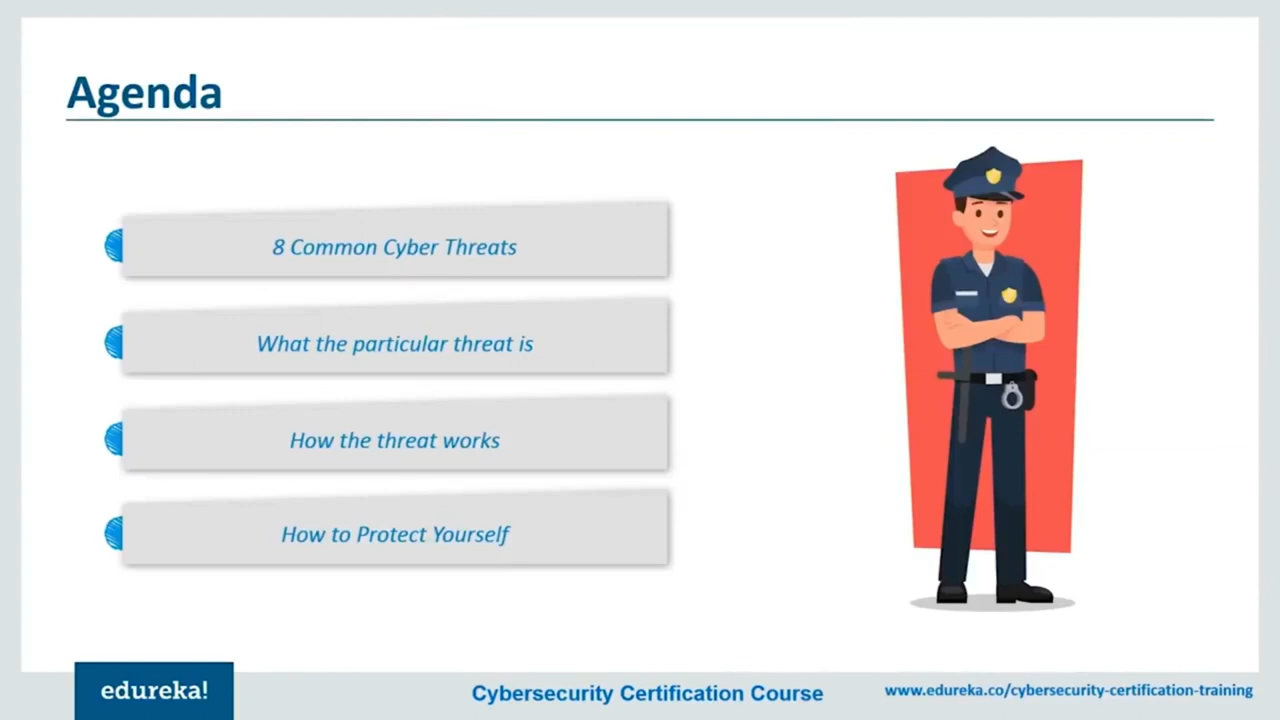 Agenda
8 Common Cyber Threats
What the particular threat is
How the threat works
How to Protect Yourself
edureka!
Cybersecurity Certification Course
www.edureka.co/cybersecurity-certification-training